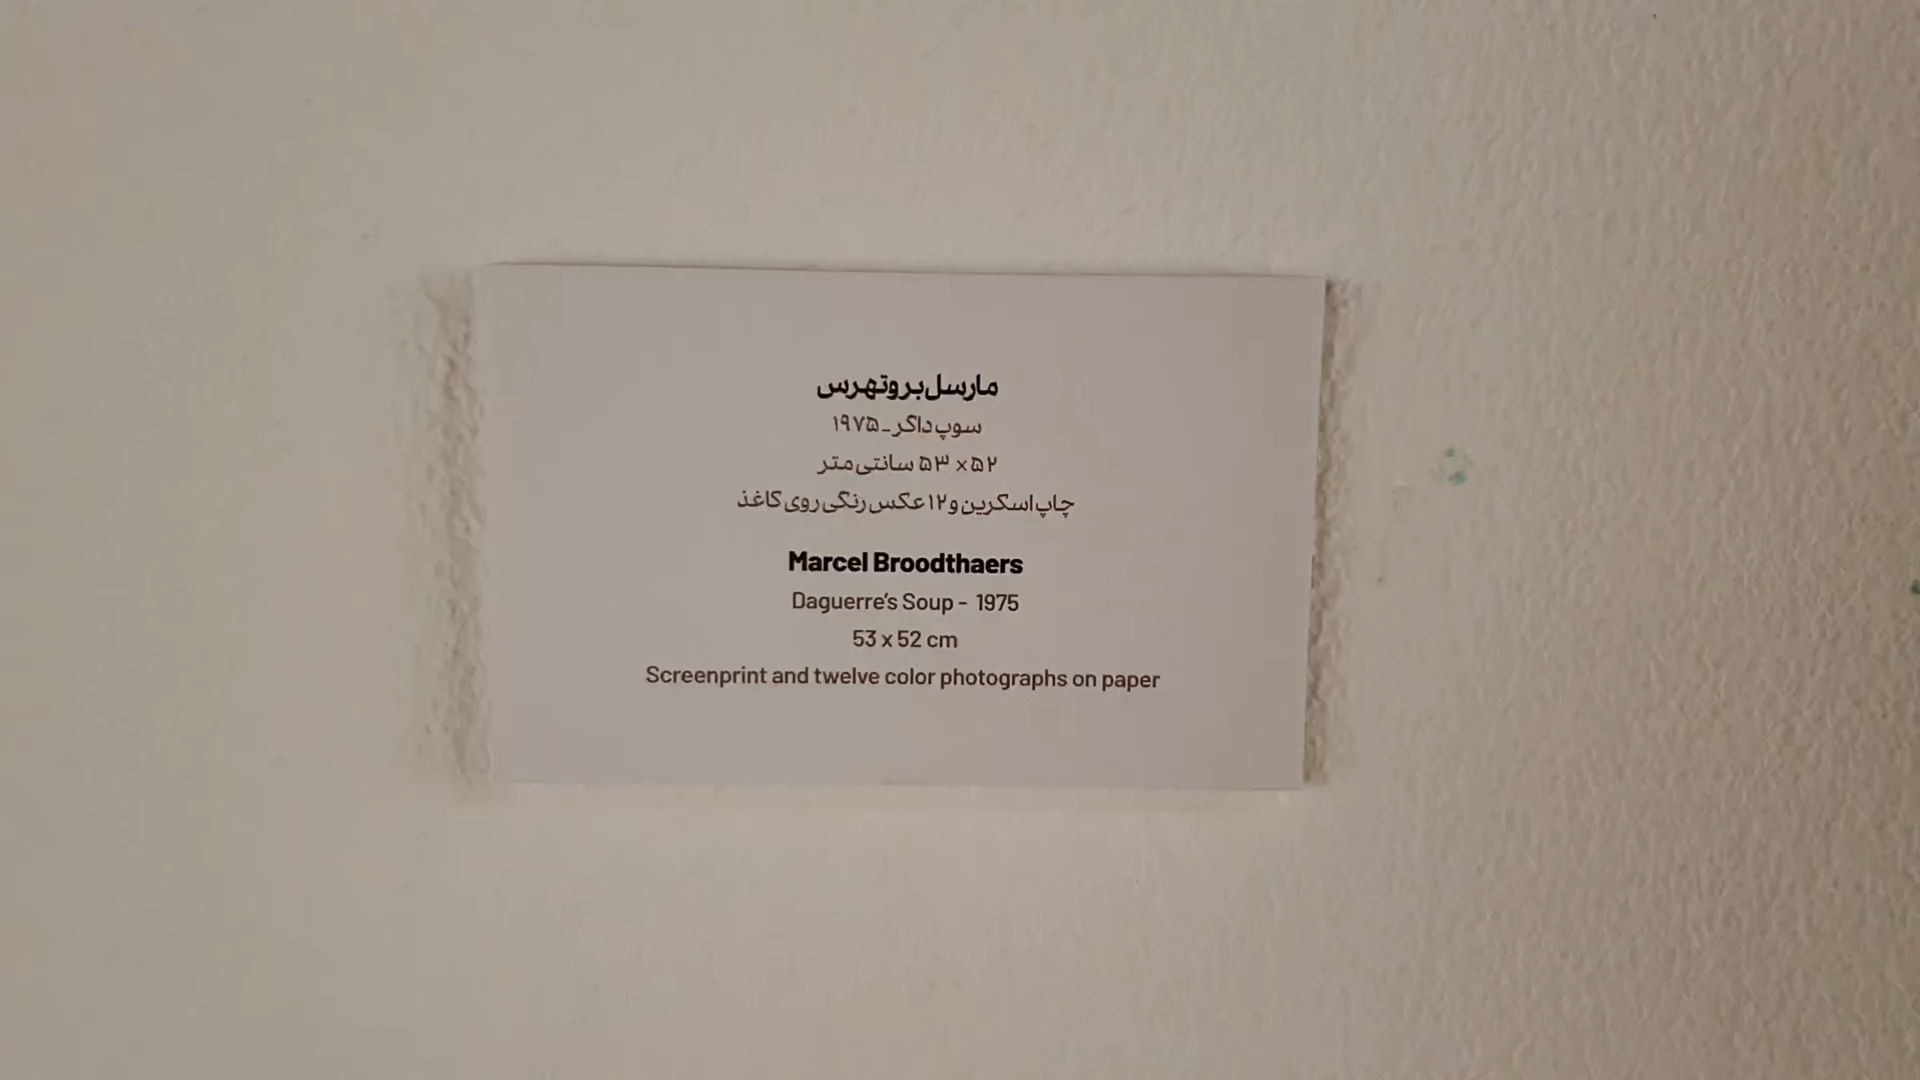 مارسل بروتهرس
سوپ داگر ـ ۱۹۷۵
۵۲ × ۵۳ سانتی‌متر
چاپ اسکرین و ۱۲ عکس رنگی روی کاغذ
Marcel Broodthaers
Daguerre's Soup - 1975
53 x 52 cm
Screenprint and twelve color photographs on paper